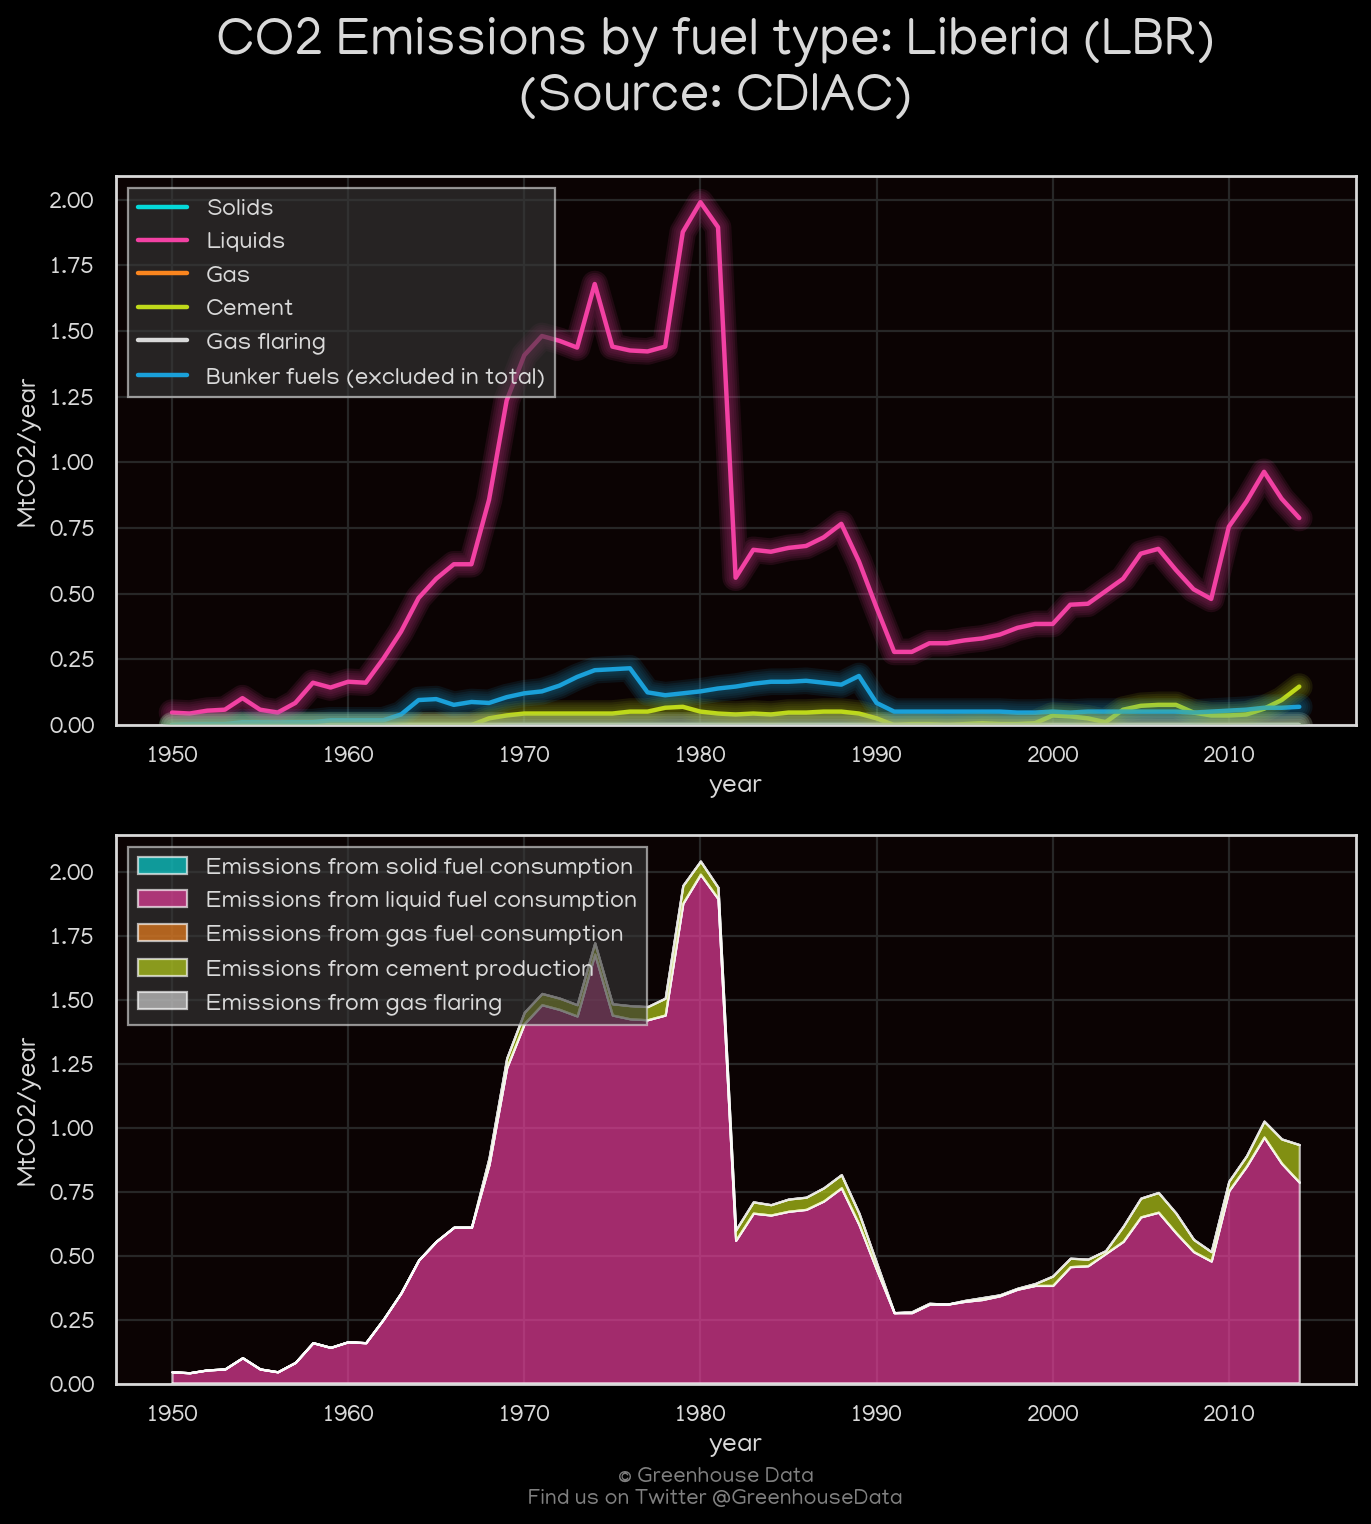 CO2 Emissions by fuel type: Liberia (LBR)
(Source: CDIAC)
2.00
1.75
1.50
1.25
1.00
0.75
0.50
0.25
0.00
MtCO2/year
Solids
Liquids
Gas
Cement
Gas flaring
Bunker fuels (excluded in total)
1950 1960 1970 1980 1990 2000 2010
year
2.00
1.75
1.50
1.25
1.00
0.75
0.50
0.25
0.00
MtCO2/year
Emissions from solid fuel consumption
Emissions from liquid fuel consumption
Emissions from gas fuel consumption
Emissions from cement production
Emissions from gas flaring
1950 1960 1970 1980 1990 2000 2010
year
© Greenhouse Data
Find us on Twitter @GreenhouseData